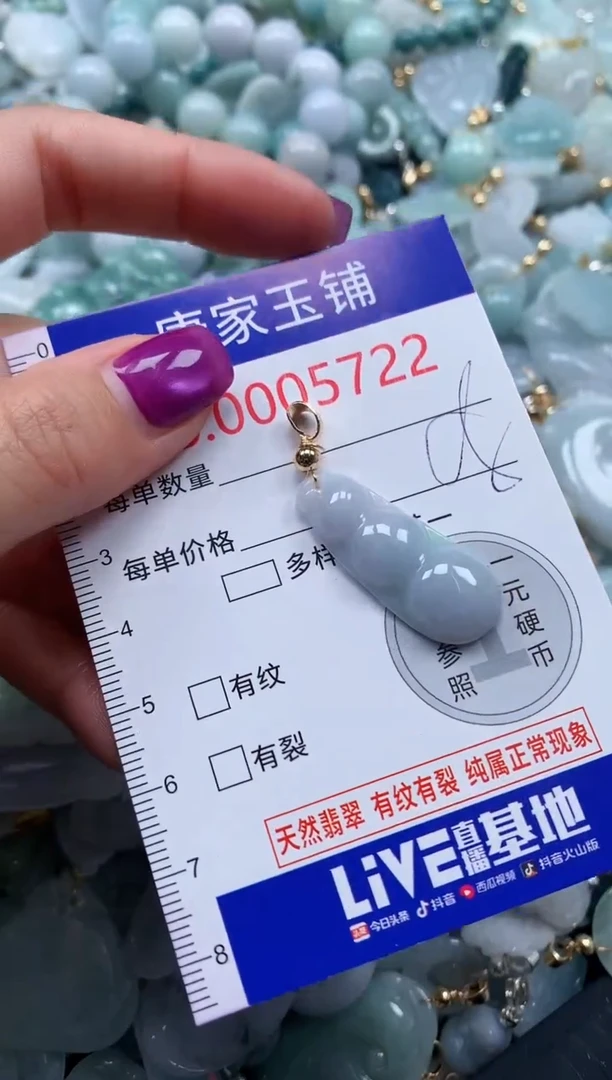 唐家玉铺
.0005722
每单数量
每单价格
多样
有纹
有裂
一元硬币
参照
天然翡翠 有纹有裂 纯属正常现象
LiVE直播基地
今日头条 抖音 西瓜视频 抖音火山版
0
3
4
5
6
7
8